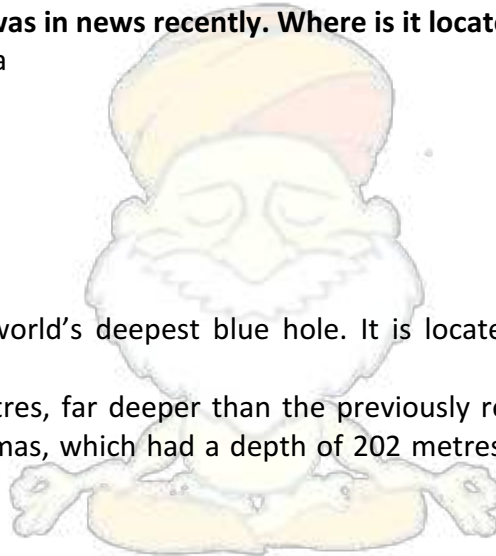 was in news recently. Where is it locate
a
world’s deepest blue hole. It is locate
tres, far deeper than the previously re
mas, which had a depth of 202 metres